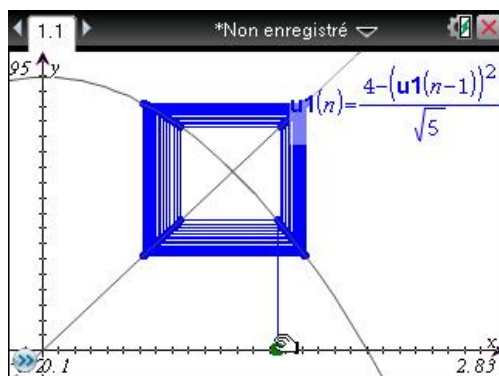 1.1 *Non enregistré
95 y
u1(n)=4-(u1(n-1))²/√5
x
0.1 2.83